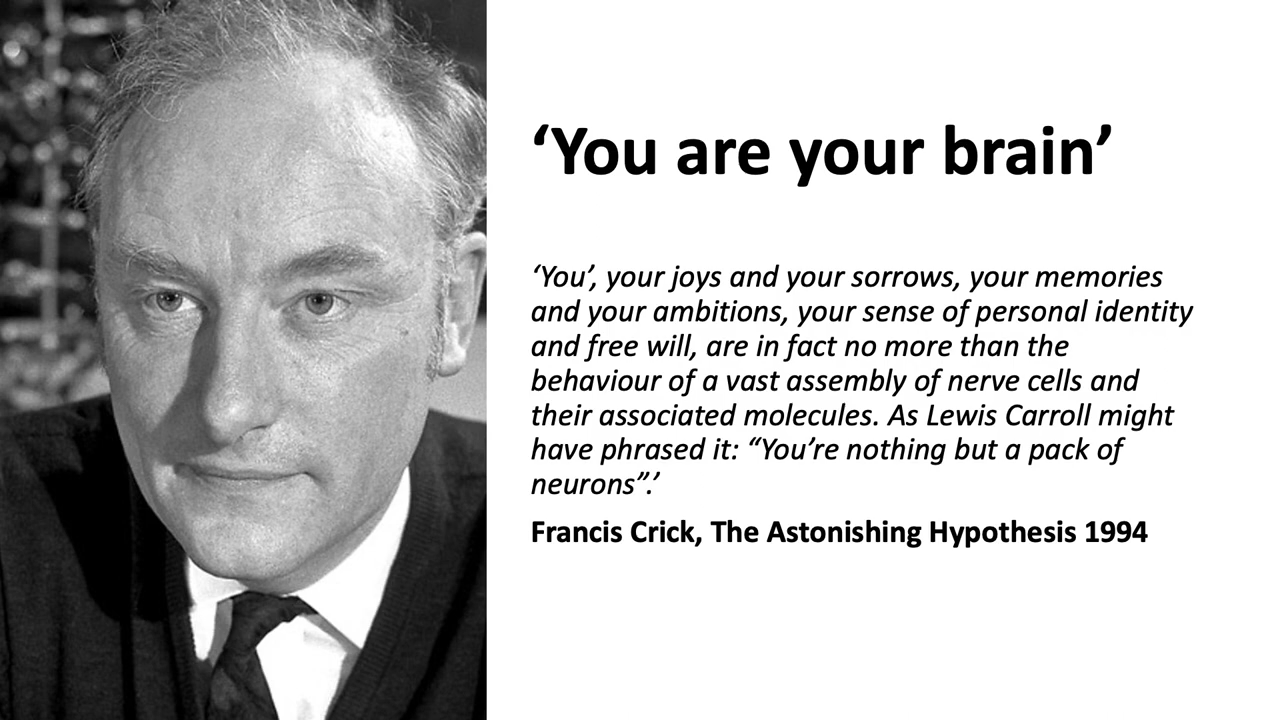 ‘You are your brain’
‘You’, your joys and your sorrows, your memories
and your ambitions, your sense of personal identity
and free will, are in fact no more than the
behaviour of a vast assembly of nerve cells and
their associated molecules. As Lewis Carroll might
have phrased it: “You’re nothing but a pack of
neurons”.’
Francis Crick, The Astonishing Hypothesis 1994